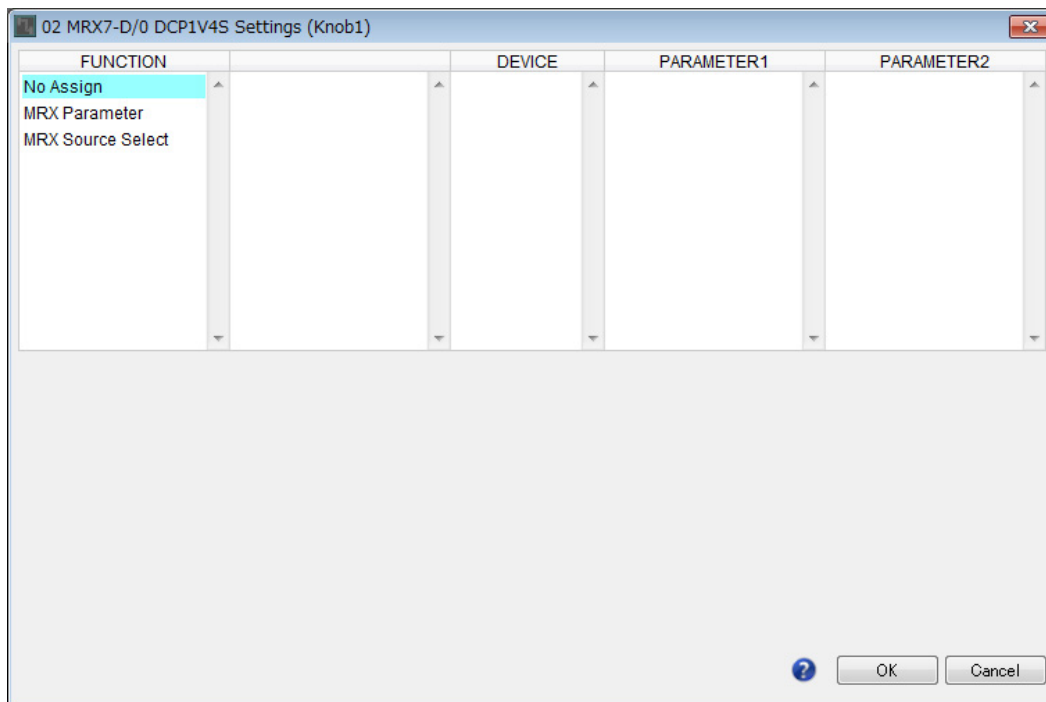 02 MRX7-D/0 DCP1V4S Settings (Knob1)
FUNCTION DEVICE PARAMETER1 PARAMETER2
No Assign
MRX Parameter
MRX Source Select
? OK Cancel